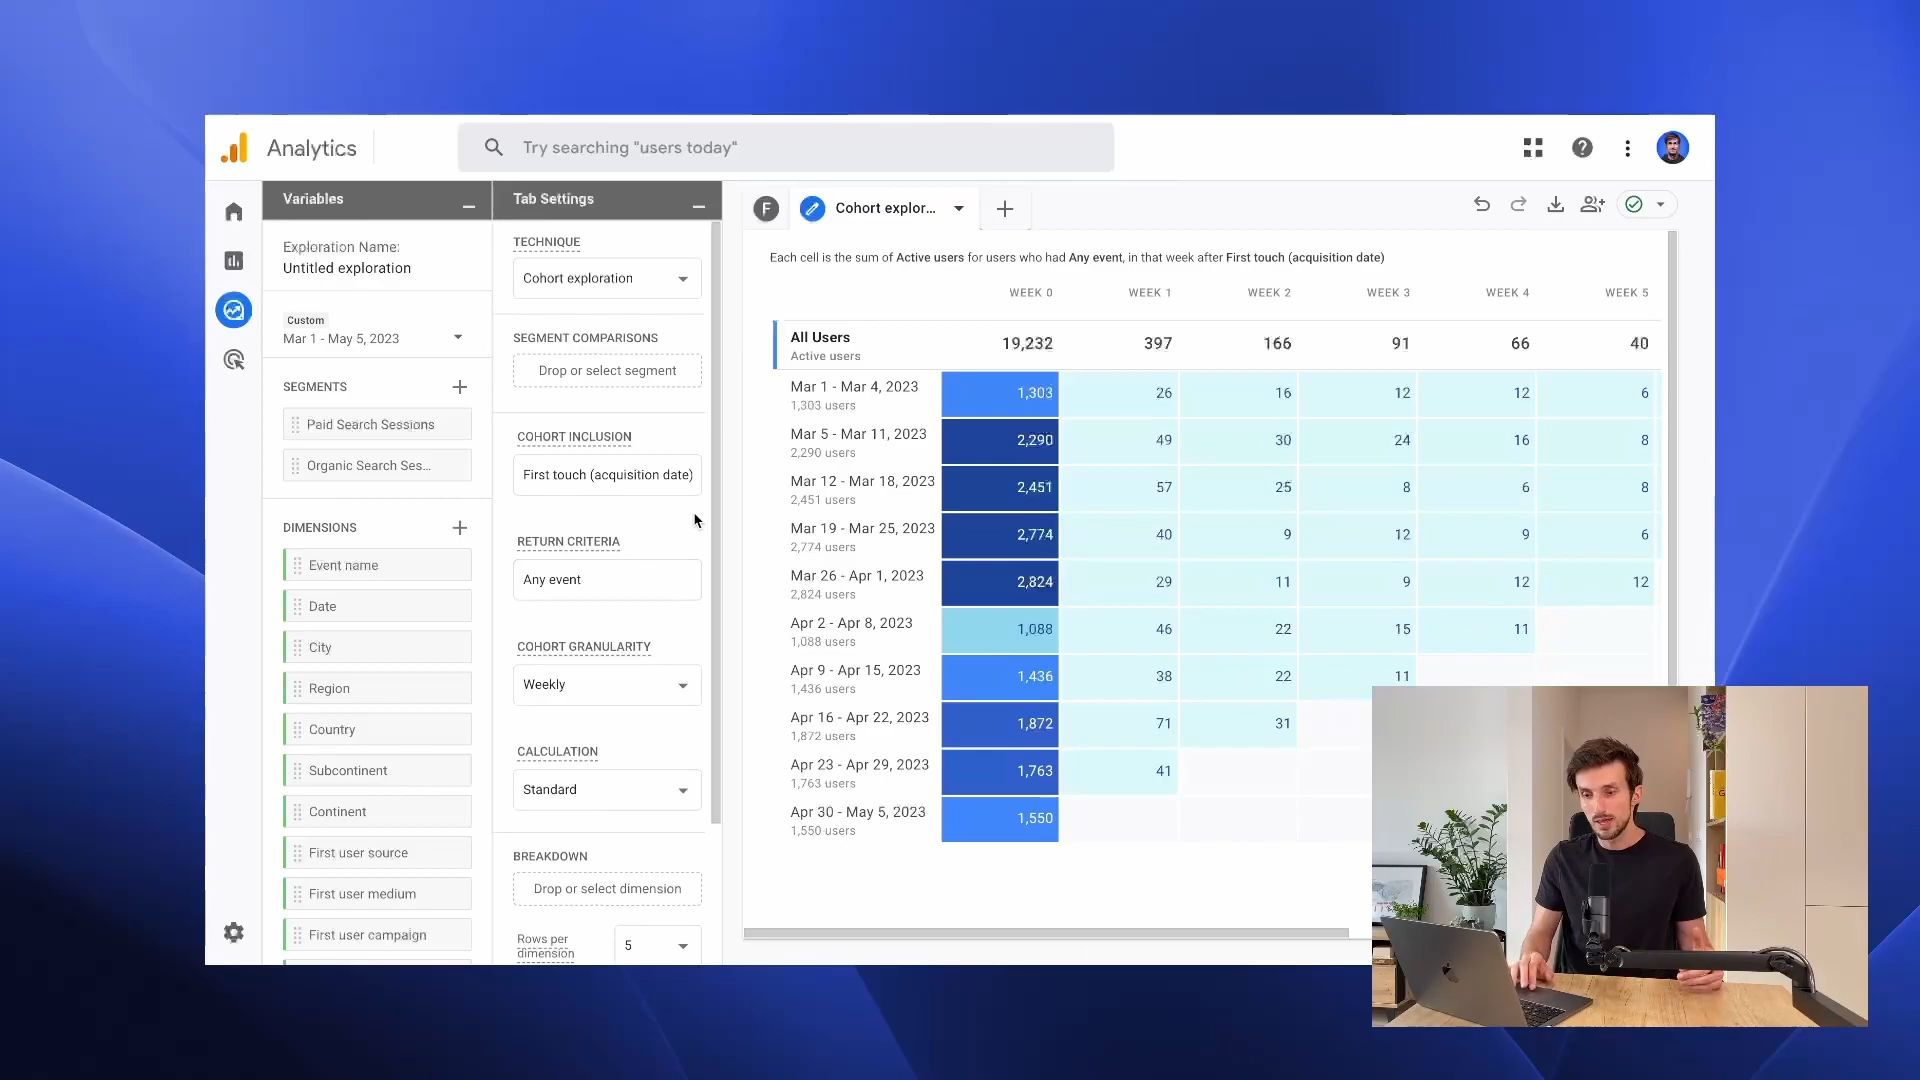 Analytics
Try searching "users today"
Variables
Tab Settings
F
Cohort explor...
Exploration Name:
Untitled exploration
Custom
Mar 1 - May 5, 2023
SEGMENTS
Paid Search Sessions
Organic Search Ses...
DIMENSIONS
Event name
Date
City
Region
Country
Subcontinent
Continent
First user source
First user medium
First user campaign
TECHNIQUE
Cohort exploration
SEGMENT COMPARISONS
Drop or select segment
COHORT INCLUSION
First touch (acquisition date)
RETURN CRITERIA
Any event
COHORT GRANULARITY
Weekly
CALCULATION
Standard
BREAKDOWN
Drop or select dimension
Rows per
dimension
5
Each cell is the sum of Active users for users who had Any event, in that week after First touch (acquisition date)
WEEK 0 WEEK 1 WEEK 2 WEEK 3 WEEK 4 WEEK 5
All Users 19,232 397 166 91 66 40
Active users
Mar 1 - Mar 4, 2023 1,303 26 16 12 12 6
1,303 users
Mar 5 - Mar 11, 2023 2,290 49 30 24 16 8
2,290 users
Mar 12 - Mar 18, 2023 2,451 57 25 8 6 8
2,451 users
Mar 19 - Mar 25, 2023 2,774 40 9 12 9 6
2,774 users
Mar 26 - Apr 1, 2023 2,824 29 11 9 12 12
2,824 users
Apr 2 - Apr 8, 2023 1,088 46 22 15 11
1,088 users
Apr 9 - Apr 15, 2023 1,436 38 22 11
1,436 users
Apr 16 - Apr 22, 2023 1,872 71 31
1,872 users
Apr 23 - Apr 29, 2023 1,763 41
1,763 users
Apr 30 - May 5, 2023 1,550
1,550 users